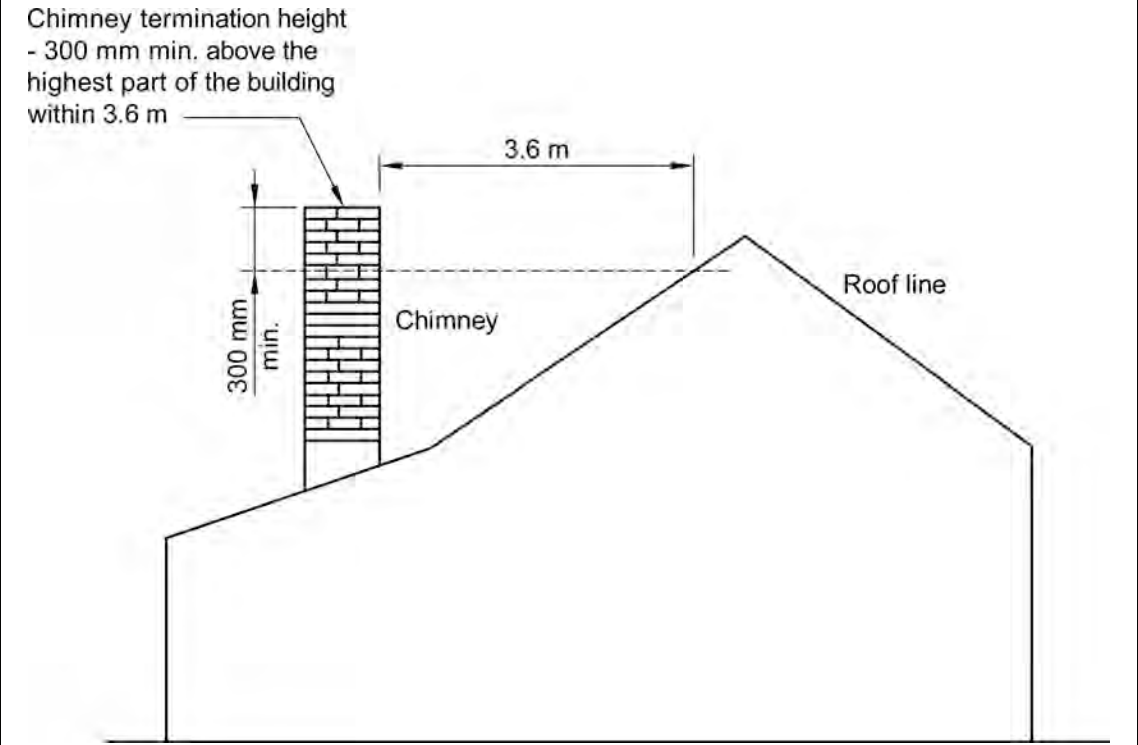 Chimney termination height
- 300 mm min. above the
highest part of the building
within 3.6 m
3.6 m
Roof line
Chimney
300 mm
min.